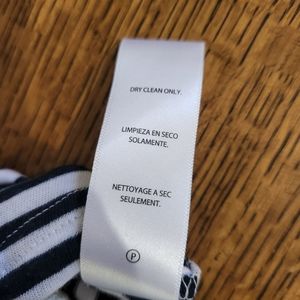 DRY CLEAN ONLY.
LIMPIEZA EN SECO
SOLAMENTE.
NETTOYAGE A SEC
SEULEMENT.
P